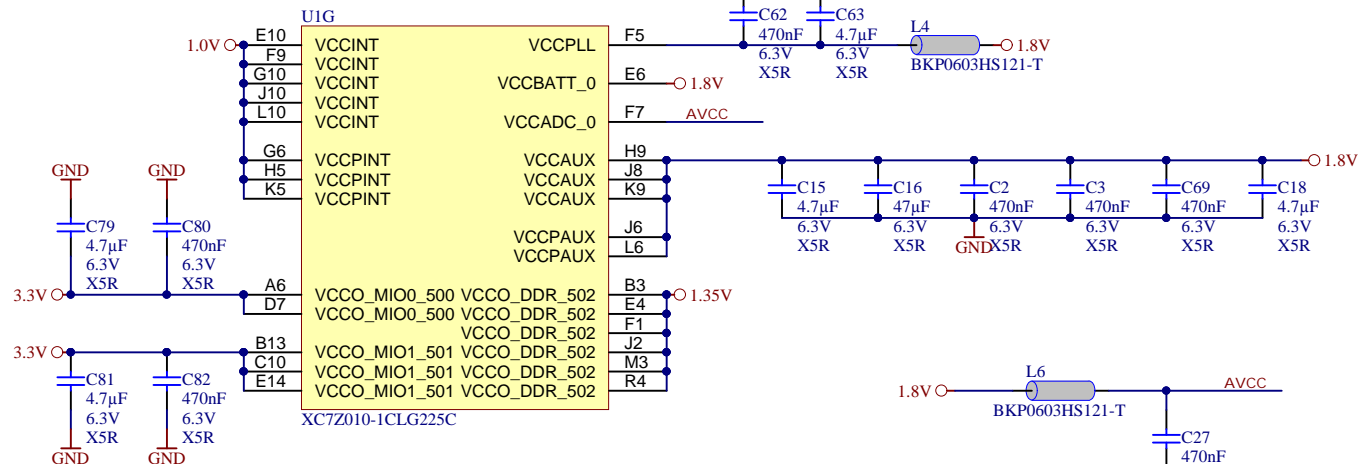 U1G
C62
470nF
6.3V
X5R
C63
4.7µF
6.3V
X5R
L4
BKP0603HS121-T
1.8V
1.0V
E10 VCCINT
F9 VCCINT
G10 VCCINT
J10 VCCINT
L10 VCCINT
G6 VCCPINT
H5 VCCPINT
K5 VCCPINT
VCCPLL F5
VCCBATT_0 E6 1.8V
VCCADC_0 F7 AVCC
VCCAUX H9
VCCAUX J8
VCCAUX K9
VCCPAUX J6
VCCPAUX L6
1.8V
C15
4.7µF
6.3V
X5R
C16
47µF
6.3V
X5R
C2
470nF
6.3V
X5R
GND
C3
470nF
6.3V
X5R
C69
470nF
6.3V
X5R
C18
4.7µF
6.3V
X5R
GND
C79
4.7µF
6.3V
X5R
GND
C80
470nF
6.3V
X5R
3.3V
A6 VCCO_MIO0_500 VCCO_DDR_502 B3 1.35V
D7 VCCO_MIO0_500 VCCO_DDR_502 E4
VCCO_DDR_502 F1
3.3V
B13 VCCO_MIO1_501 VCCO_DDR_502 J2
C10 VCCO_MIO1_501 VCCO_DDR_502 M3
E14 VCCO_MIO1_501 VCCO_DDR_502 R4
XC7Z010-1CLG225C
C81
4.7µF
6.3V
X5R
GND
C82
470nF
6.3V
X5R
GND
1.8V
L6
BKP0603HS121-T
AVCC
C27
470nF